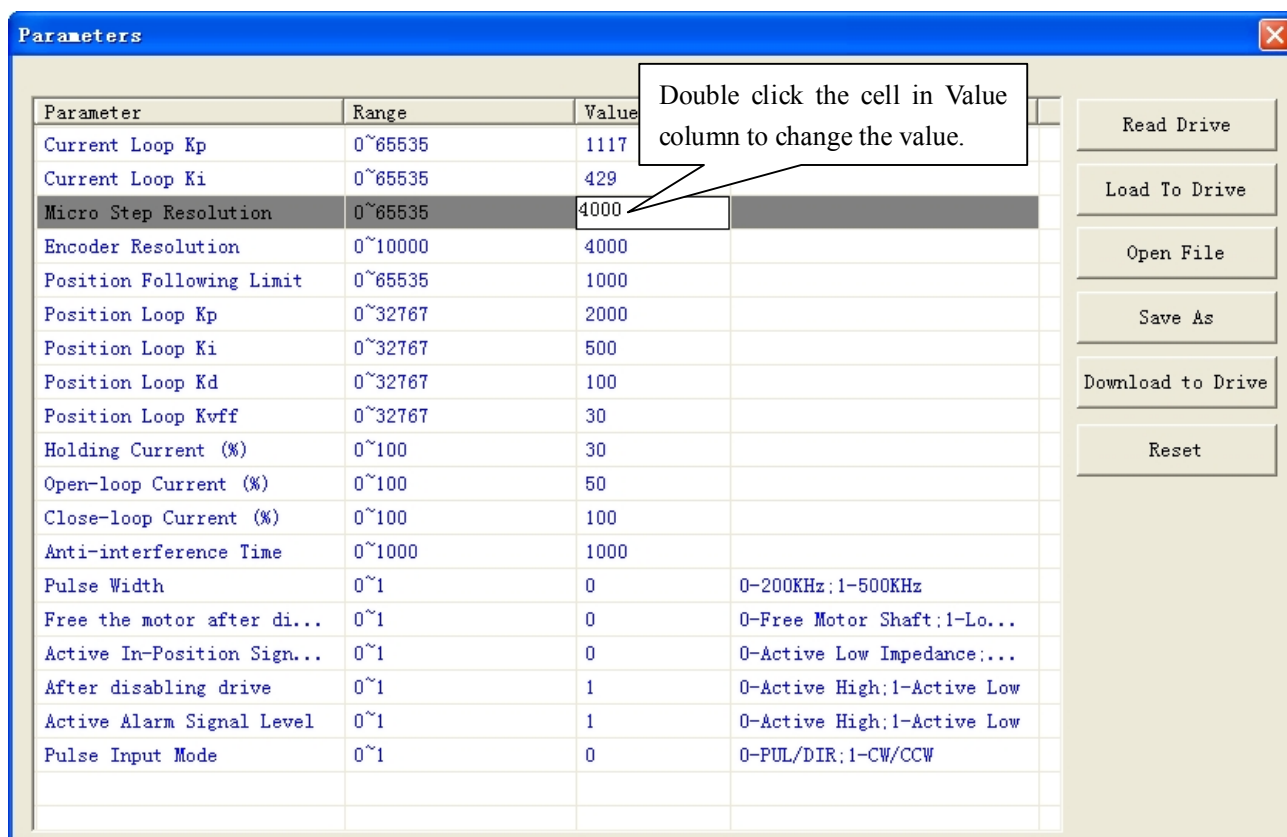 Parameters
Double click the cell in Value
column to change the value.
Parameter Range Value
Current Loop Kp 0~65535 1117
Current Loop Ki 0~65535 429
Micro Step Resolution 0~65535 4000
Encoder Resolution 0~10000 4000
Position Following Limit 0~65535 1000
Position Loop Kp 0~32767 2000
Position Loop Ki 0~32767 500
Position Loop Kd 0~32767 100
Position Loop Kvff 0~32767 30
Holding Current (%) 0~100 30
Open-loop Current (%) 0~100 50
Close-loop Current (%) 0~100 100
Anti-interference Time 0~1000 1000
Pulse Width 0~1 0 0-200KHz;1-500KHz
Free the motor after di... 0~1 0 0-Free Motor Shaft;1-Lo...
Active In-Position Sign... 0~1 0 0-Active Low Impedance;...
After disabling drive 0~1 1 0-Active High;1-Active Low
Active Alarm Signal Level 0~1 1 0-Active High;1-Active Low
Pulse Input Mode 0~1 0 0-PUL/DIR;1-CW/CCW
Read Drive
Load To Drive
Open File
Save As
Download to Drive
Reset